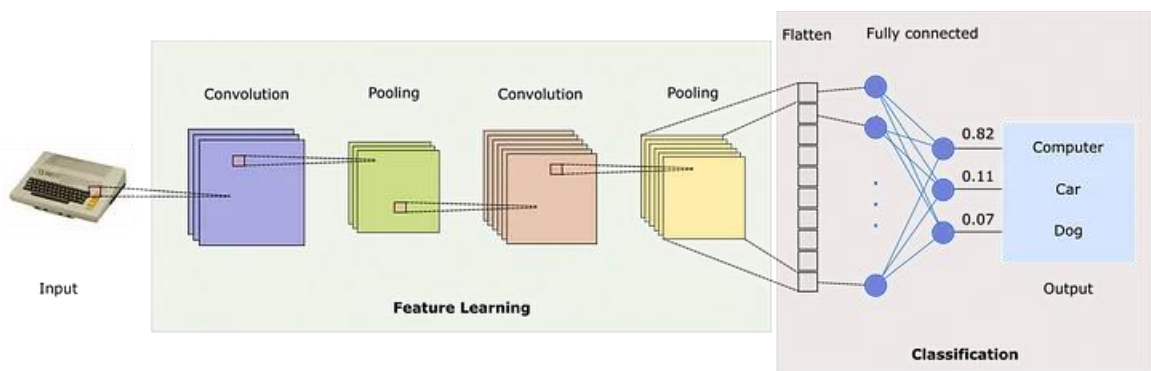 Flatten
Fully connected
Convolution
Pooling
Convolution
Pooling
0.82
Computer
0.11
Car
0.07
Dog
Input
Output
Feature Learning
Classification